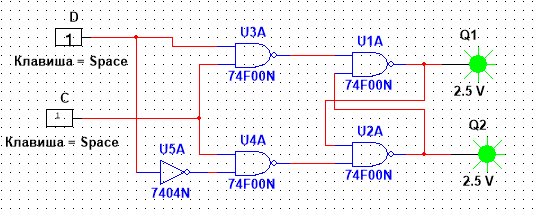 D
1
Клавиша = Space
C
1
Клавиша = Space
U3A
74F00N
U1A
74F00N
Q1
2.5 V
U4A
74F00N
U2A
74F00N
Q2
2.5 V
U5A
7404N